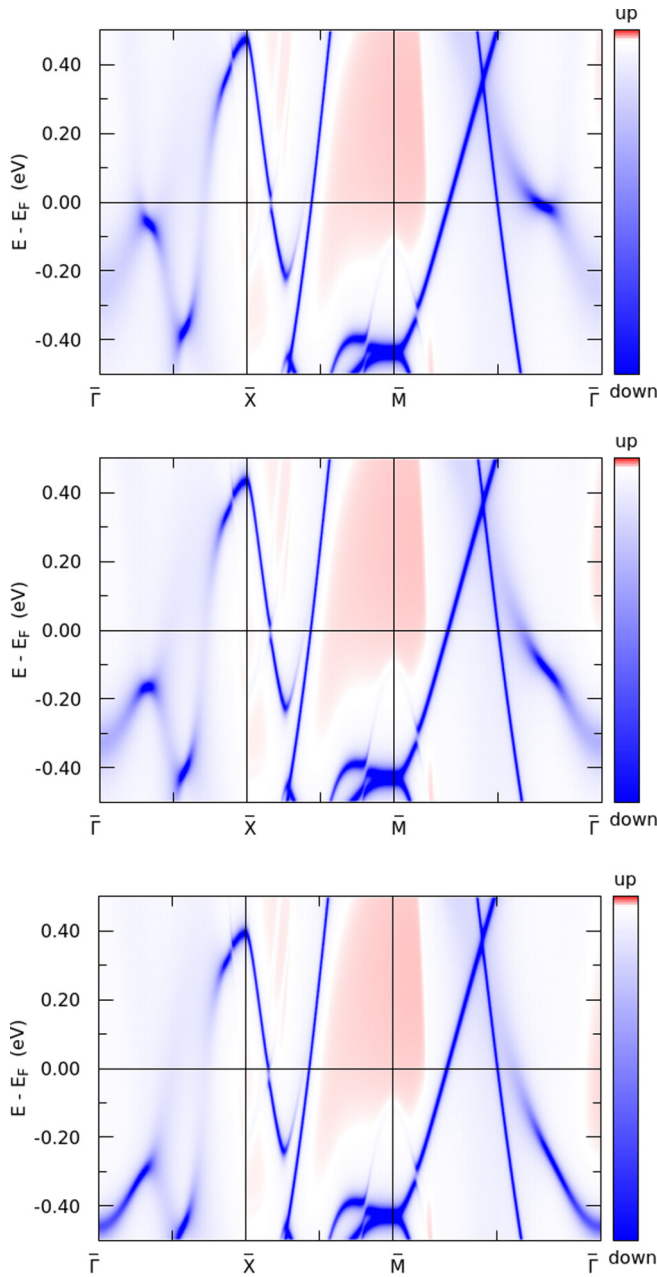 up
0.40
0.20
0.00
-0.20
-0.40
E - E_F (eV)
Γ̅ X̅ M̅ Γ̅
down
up
0.40
0.20
0.00
-0.20
-0.40
E - E_F (eV)
Γ̅ X̅ M̅ Γ̅
down
up
0.40
0.20
0.00
-0.20
-0.40
E - E_F (eV)
Γ̅ X̅ M̅ Γ̅
down